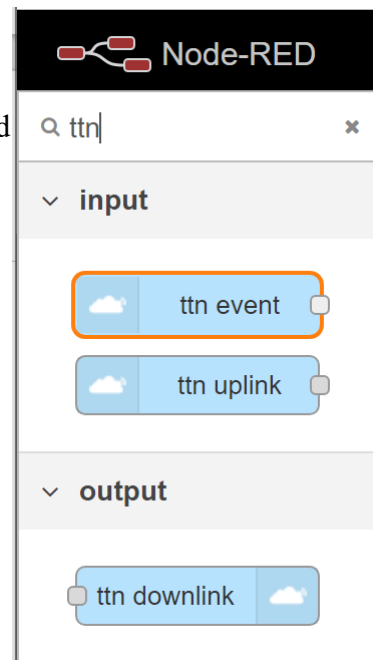 Node-RED
d
ttn
input
ttn event
ttn uplink
output
ttn downlink